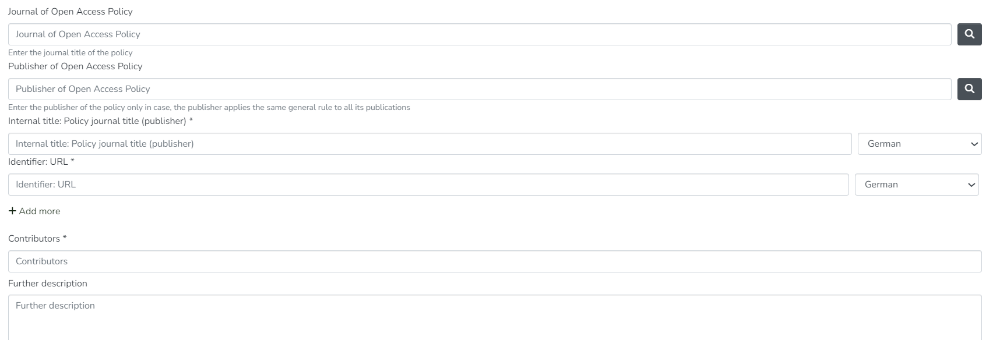 Journal of Open Access Policy
Journal of Open Access Policy
Enter the journal title of the policy
Publisher of Open Access Policy
Publisher of Open Access Policy
Enter the publisher of the policy only in case, the publisher applies the same general rule to all its publications
Internal title: Policy journal title (publisher) *
Internal title: Policy journal title (publisher) German
Identifier: URL *
Identifier: URL German
+ Add more
Contributors *
Contributors
Further description
Further description